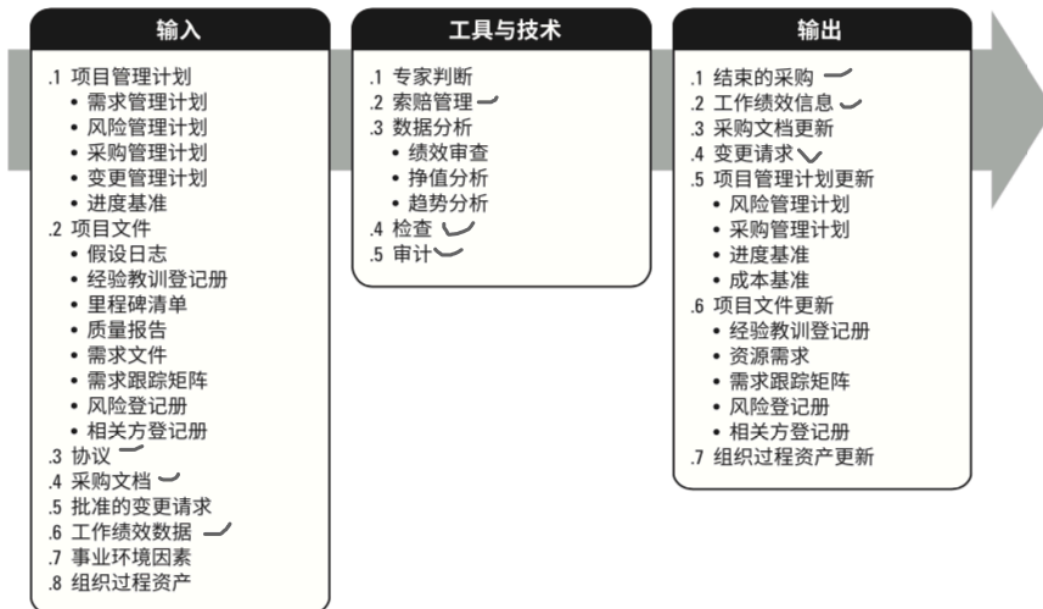 输入
.1 项目管理计划
• 需求管理计划
• 风险管理计划
• 采购管理计划
• 变更管理计划
• 进度基准
.2 项目文件
• 假设日志
• 经验教训登记册
• 里程碑清单
• 质量报告
• 需求文件
• 需求跟踪矩阵
• 风险登记册
• 相关方登记册
.3 协议
.4 采购文档
.5 批准的变更请求
.6 工作绩效数据
.7 事业环境因素
.8 组织过程资产
工具与技术
.1 专家判断
.2 索赔管理
.3 数据分析
• 绩效审查
• 挣值分析
• 趋势分析
.4 检查
.5 审计
输出
.1 结束的采购
.2 工作绩效信息
.3 采购文档更新
.4 变更请求
.5 项目管理计划更新
• 风险管理计划
• 采购管理计划
• 进度基准
• 成本基准
.6 项目文件更新
• 经验教训登记册
• 资源需求
• 需求跟踪矩阵
• 风险登记册
• 相关方登记册
.7 组织过程资产更新